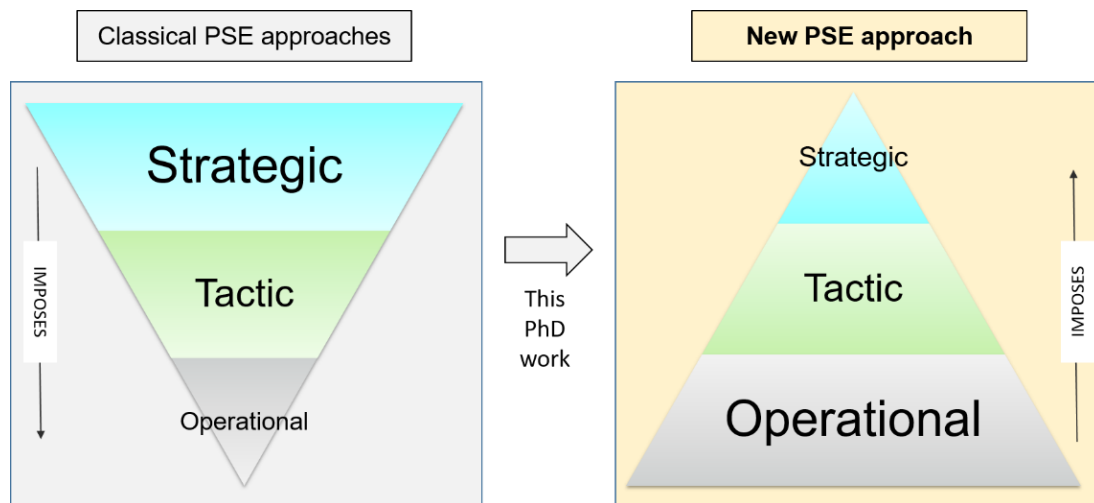 Classical PSE approaches
New PSE approach
Strategic
Tactic
Operational
IMPOSES
This
PhD
work
Strategic
Tactic
Operational
IMPOSES